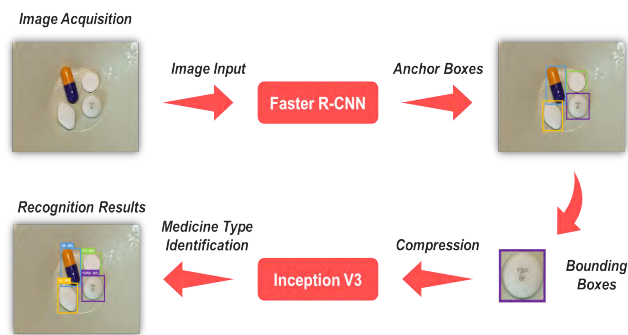 Image Acquisition
Image Input
Faster R-CNN
Anchor Boxes
Bounding
Boxes
Compression
Inception V3
Medicine Type
Identification
Recognition Results